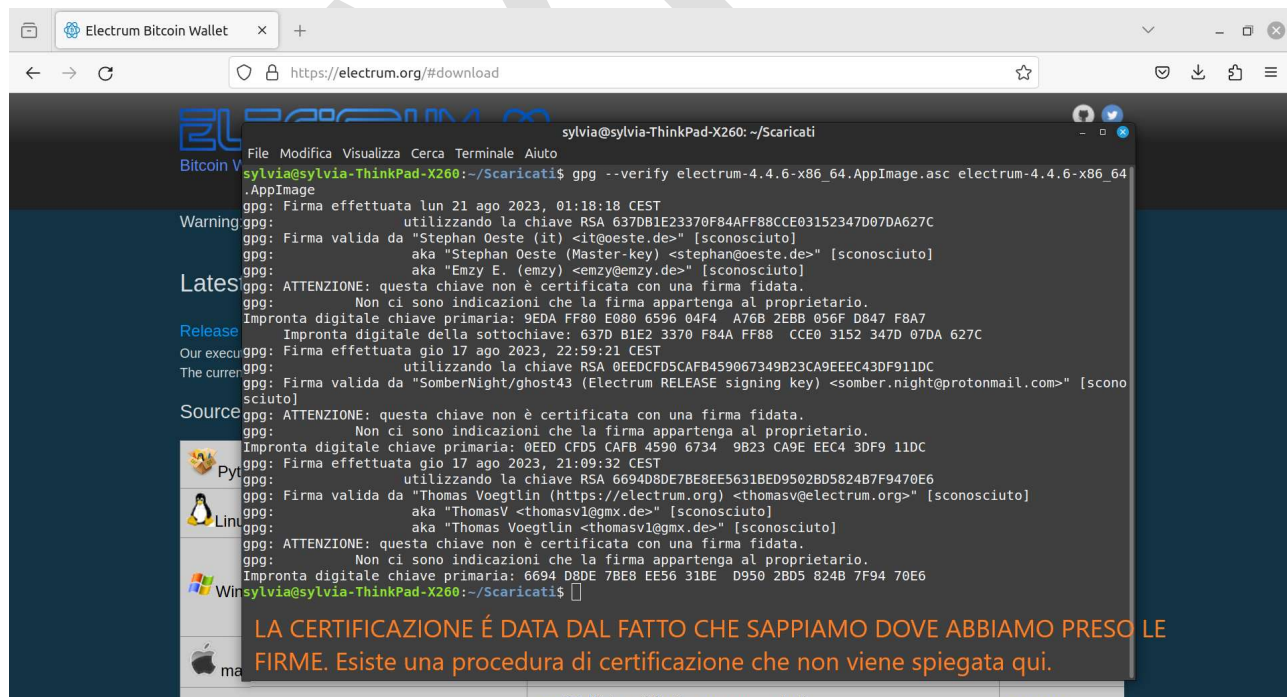 Electrum Bitcoin Wallet
https://electrum.org/#download
sylvia@sylvia-ThinkPad-X260: ~/Scaricati
File Modifica Visualizza Cerca Terminale Aiuto
Bitcoin
sylvia@sylvia-ThinkPad-X260:~/Scaricati$ gpg --verify electrum-4.4.6-x86_64.AppImage.asc electrum-4.4.6-x86_64
.AppImage
gpg: Firma effettuata lun 21 ago 2023, 01:18:18 CEST
Warning:
gpg: utilizzando la chiave RSA 637DB1E23370F84AFF88CCE03152347D07DA627C
gpg: Firma valida da "Stephan Oeste (it) <it@oeste.de>" [sconosciuto]
gpg: aka "Stephan Oeste (Master-key) <stephan@oeste.de>" [sconosciuto]
gpg: aka "Emzy E. (emzy) <emzy@emzy.de>" [sconosciuto]
Lates
gpg: ATTENZIONE: questa chiave non è certificata con una firma fidata.
gpg: Non ci sono indicazioni che la firma appartenga al proprietario.
Impronta digitale chiave primaria: 9EDA FF80 E080 6596 04F4 A76B 2EBB 056F D847 F8A7
Release
Impronta digitale della sottochiave: 637D B1E2 3370 F84A FF88 CCE0 3152 347D 07DA 627C
Our execu
gpg: Firma effettuata gio 17 ago 2023, 22:59:21 CEST
The curren
gpg: utilizzando la chiave RSA 0EEDCFD5CAFB459067349B23CA9EEEC43DF911DC
gpg: Firma valida da "SomberNight/ghost43 (Electrum RELEASE signing key) <somber.night@protonmail.com>" [scono
sciuto]
Source
gpg: ATTENZIONE: questa chiave non è certificata con una firma fidata.
gpg: Non ci sono indicazioni che la firma appartenga al proprietario.
Impronta digitale chiave primaria: 0EED CFD5 CAFB 4590 6734 9B23 CA9E EEC4 3DF9 11DC
gpg: Firma effettuata gio 17 ago 2023, 21:09:32 CEST
Pyt
gpg: utilizzando la chiave RSA 6694D8DE7BE8EE5631BED9502BD5824B7F9470E6
gpg: Firma valida da "Thomas Voegtlin (https://electrum.org) <thomasv@electrum.org>" [sconosciuto]
gpg: aka "ThomasV <thomasv1@gmx.de>" [sconosciuto]
Linu
gpg: aka "Thomas Voegtlin <thomasv1@gmx.de>" [sconosciuto]
gpg: ATTENZIONE: questa chiave non è certificata con una firma fidata.
gpg: Non ci sono indicazioni che la firma appartenga al proprietario.
Impronta digitale chiave primaria: 6694 D8DE 7BE8 EE56 31BE D950 2BD5 824B 7F94 70E6
Win
sylvia@sylvia-ThinkPad-X260:~/Scaricati$
LA CERTIFICAZIONE É DATA DAL FATTO CHE SAPPIAMO DOVE ABBIAMO PRESO LE
FIRME. Esiste una procedura di certificazione che non viene spiegata qui.
ma